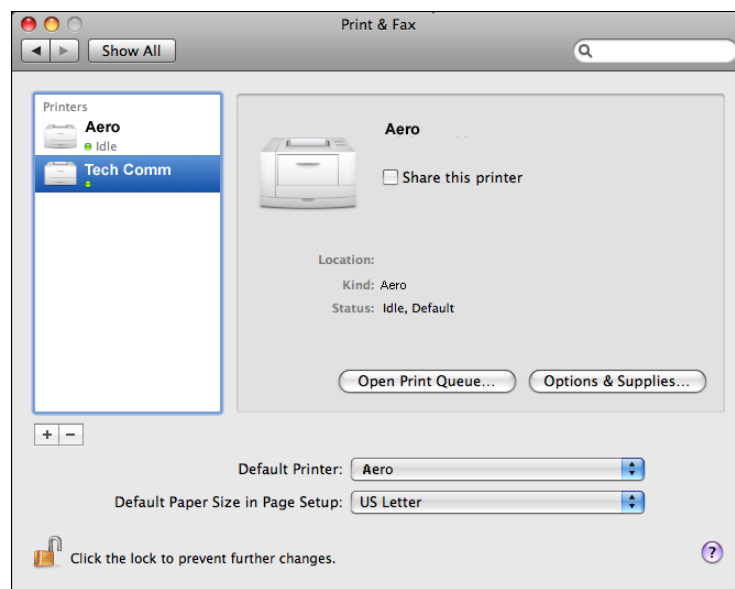 Print & Fax
Show All
Printers
Aero
Idle
Tech Comm
Aero
Share this printer
Location:
Kind: Aero
Status: Idle, Default
Open Print Queue...
Options & Supplies...
+ −
Default Printer: Aero
Default Paper Size in Page Setup: US Letter
Click the lock to prevent further changes.
?